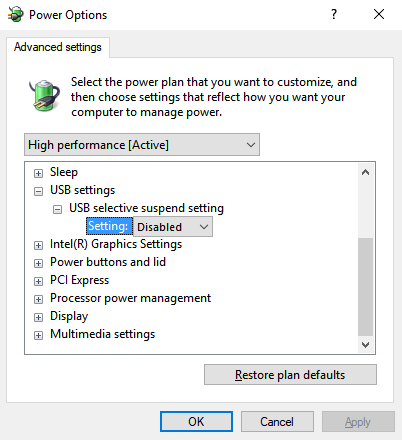 Power Options
Advanced settings
Select the power plan that you want to customize, and
then choose settings that reflect how you want your
computer to manage power.
High performance [Active]
Sleep
USB settings
USB selective suspend setting
Setting: Disabled
Intel(R) Graphics Settings
Power buttons and lid
PCI Express
Processor power management
Display
Multimedia settings
Restore plan defaults
OK Cancel Apply